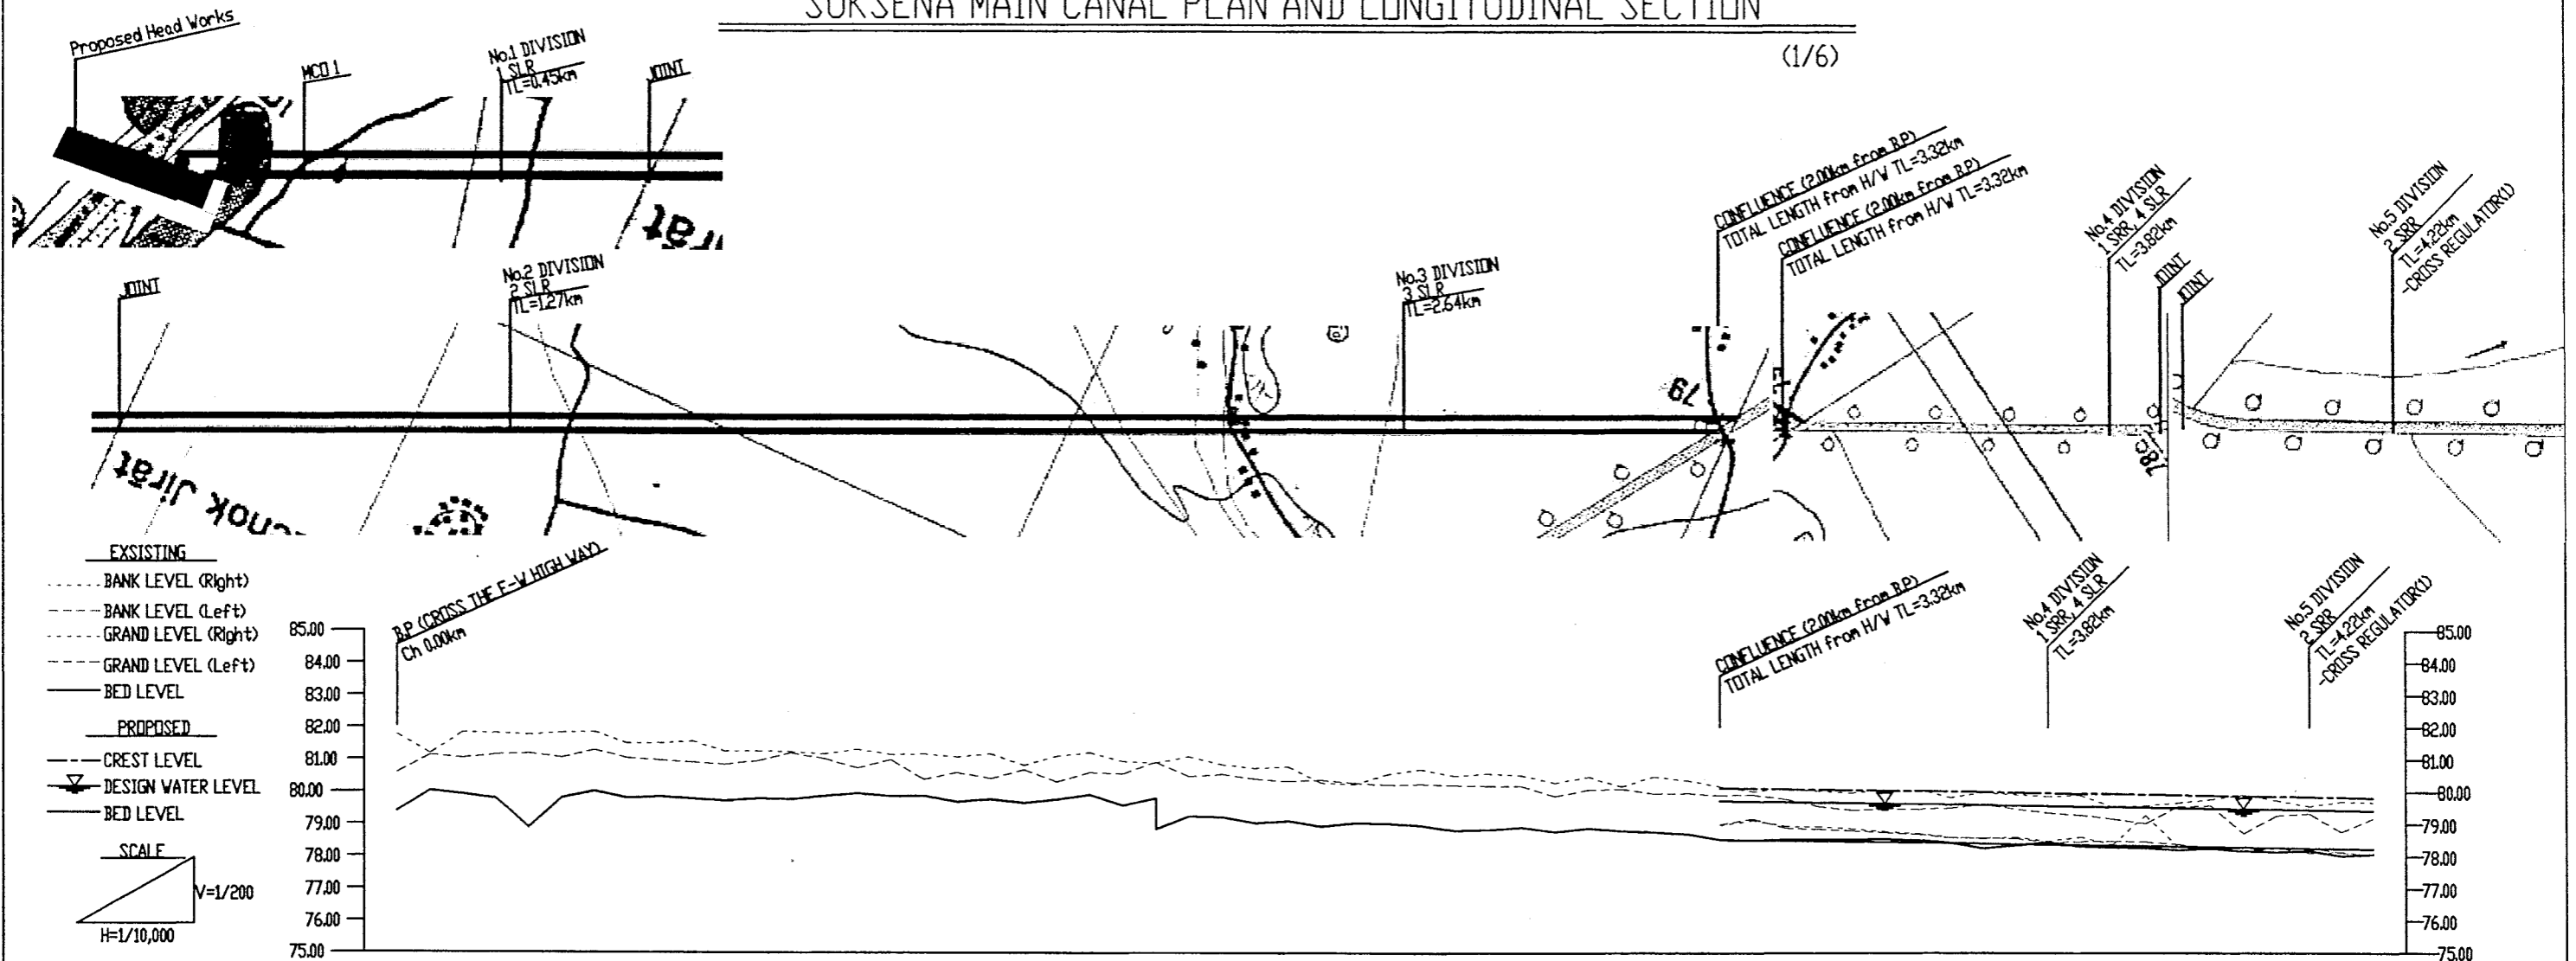 SUKSENA MAIN CANAL PLAN AND LONGITUDINAL SECTION
(1/6)
Proposed Head Works
MCO 1
No.1 DIVISION
1 SLR
TL=0.45km
JOINT
JOINT
No.2 DIVISION
2 SLR
TL=1.27km
No.3 DIVISION
3 SLR
TL=2.64km
CONFLUENCE (2.00km from B.P)
TOTAL LENGTH from H/W TL=3.32km
CONFLUENCE (2.00km from B.P)
TOTAL LENGTH from H/W TL=3.32km
No.4 DIVISION
1 SRR, 4 SLR
TL=3.82km
JOINT
JOINT
No.5 DIVISION
2 SRR
TL=4.22km
-CROSS REGULATOR(1)
79
78
chok Jirāt
EXSISTING
BANK LEVEL (Right)
BANK LEVEL (Left)
GRAND LEVEL (Right)
GRAND LEVEL (Left)
BED LEVEL
PROPOSED
CREST LEVEL
DESIGN WATER LEVEL
BED LEVEL
SCALE
V=1/200
H=1/10,000
B.P (CROSS THE E-W HIGH WAY)
Ch 0.00km
CONFLUENCE (2.00km from B.P)
TOTAL LENGTH from H/W TL=3.32km
No.4 DIVISION
1 SRR, 4 SLR
TL=3.82km
No.5 DIVISION
2 SRR
TL=4.22km
-CROSS REGULATOR(1)
85.00
84.00
83.00
82.00
81.00
80.00
79.00
78.00
77.00
76.00
75.00
85.00
84.00
83.00
82.00
81.00
80.00
79.00
78.00
77.00
76.00
75.00